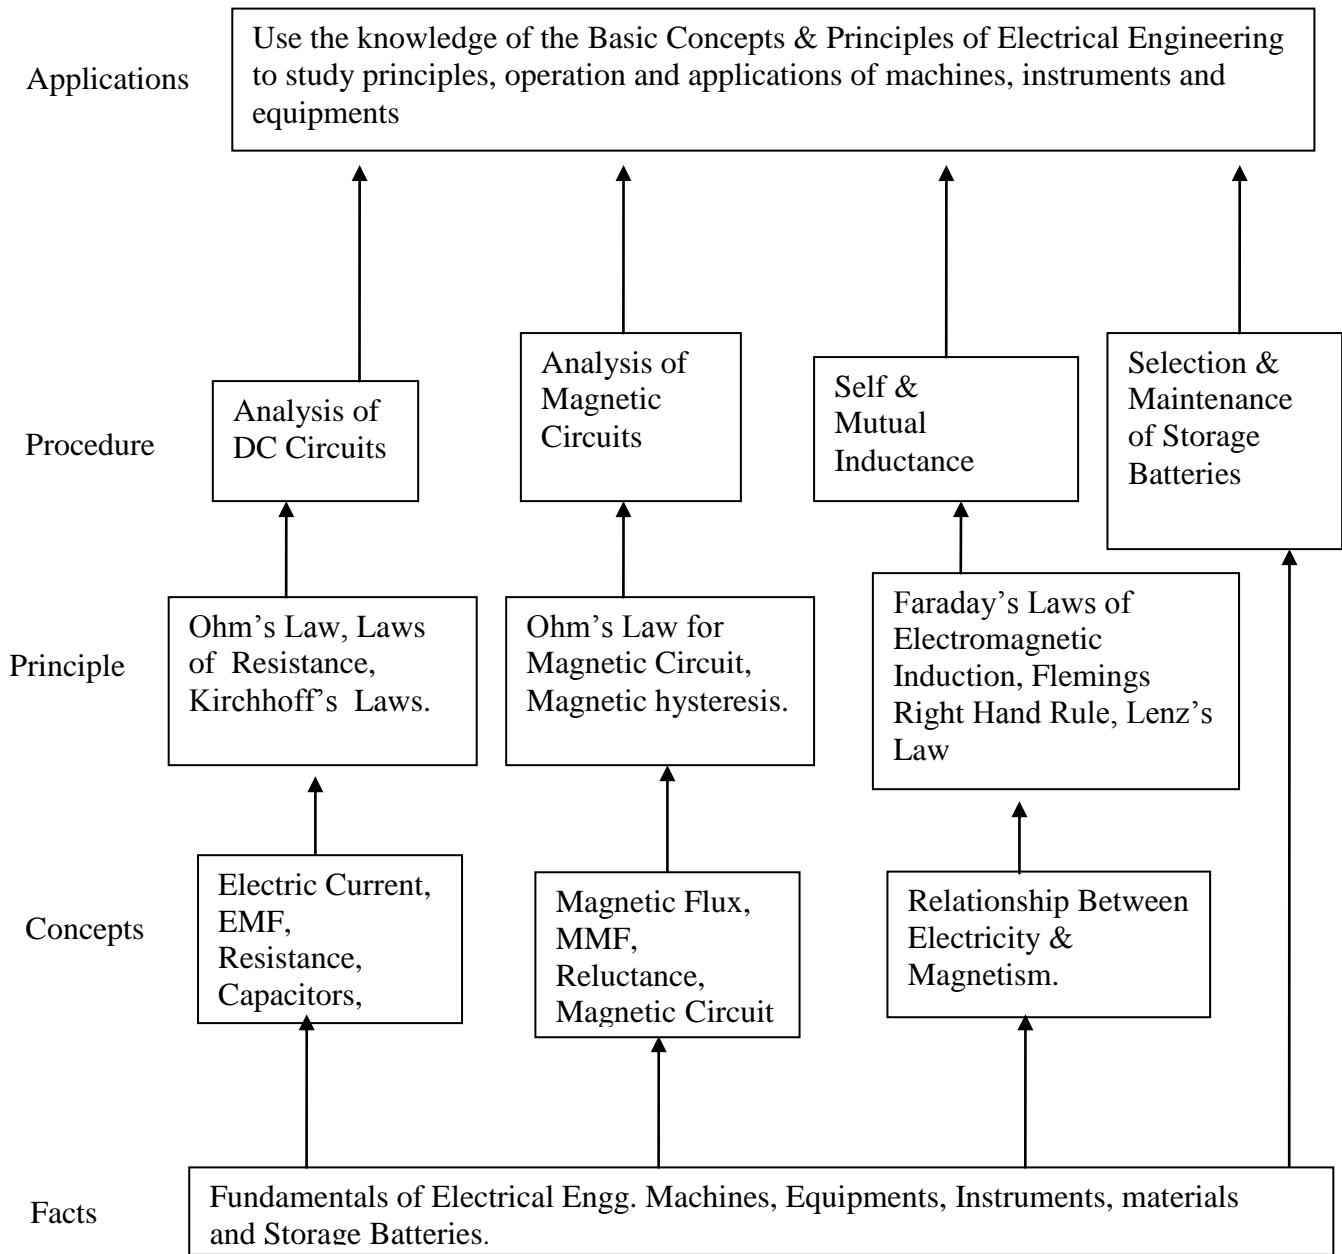 Applications
Use the knowledge of the Basic Concepts & Principles of Electrical Engineering
to study principles, operation and applications of machines, instruments and
equipments
Procedure
Analysis of
DC Circuits
Analysis of
Magnetic
Circuits
Self &
Mutual
Inductance
Selection &
Maintenance
of Storage
Batteries
Principle
Ohm’s Law, Laws
of Resistance,
Kirchhoff’s Laws.
Ohm’s Law for
Magnetic Circuit,
Magnetic hysteresis.
Faraday’s Laws of
Electromagnetic
Induction, Flemings
Right Hand Rule, Lenz’s
Law
Concepts
Electric Current,
EMF,
Resistance,
Capacitors,
Magnetic Flux,
MMF,
Reluctance,
Magnetic Circuit
Relationship Between
Electricity &
Magnetism.
Facts
Fundamentals of Electrical Engg. Machines, Equipments, Instruments, materials
and Storage Batteries.